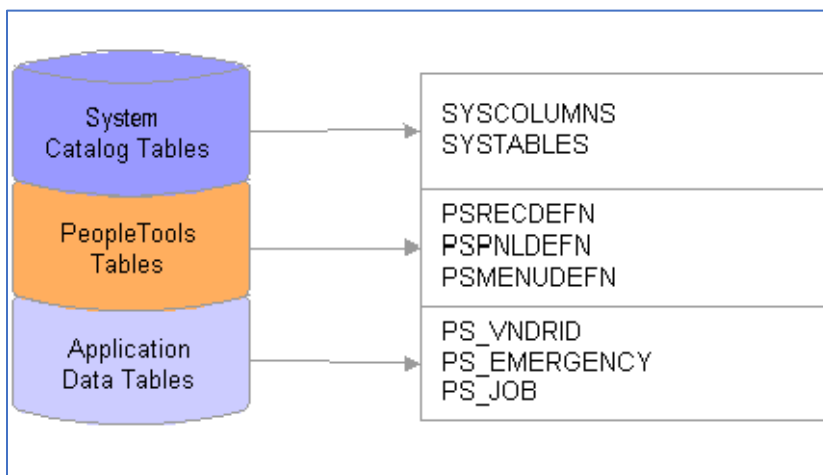 System
Catalog Tables
SYSCOLUMNS
SYSTABLES
PeopleTools
Tables
PSRECDEFN
PSPNLDEFN
PSMENUDEFN
Application
Data Tables
PS_VNDRID
PS_EMERGENCY
PS_JOB